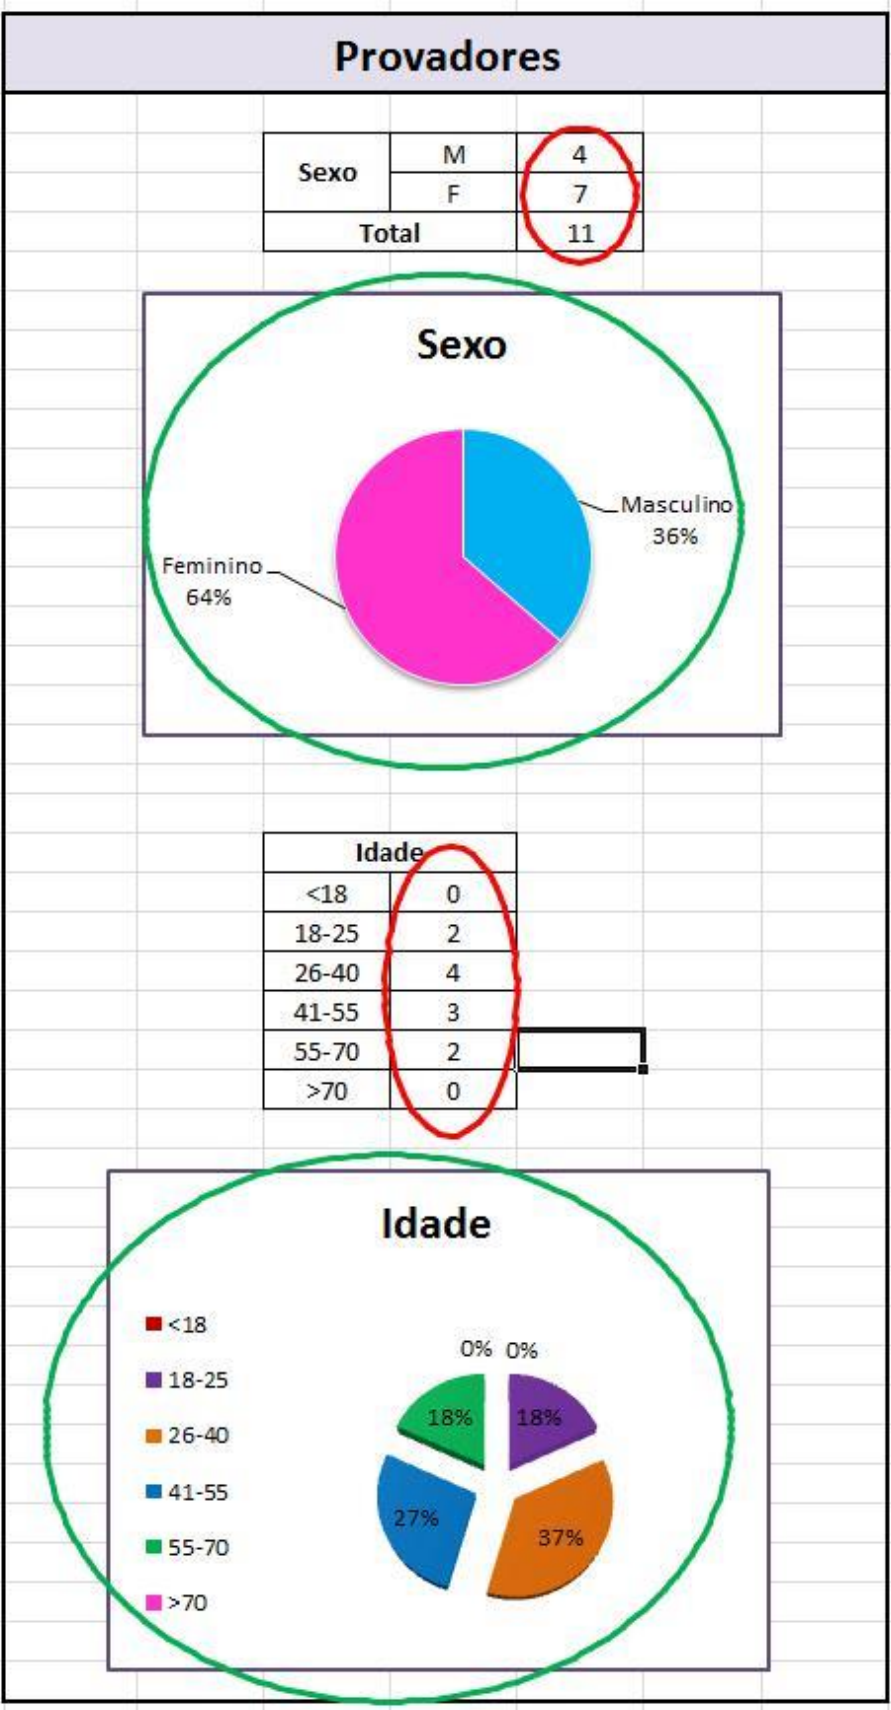 Provadores
Sexo M 4
F 7
Total 11
Sexo
Masculino
36%
Feminino
64%
Idade
<18 0
18-25 2
26-40 4
41-55 3
55-70 2
>70 0
Idade
<18
18-25
26-40
41-55
55-70
>70
0% 0%
18% 18%
27%
37%